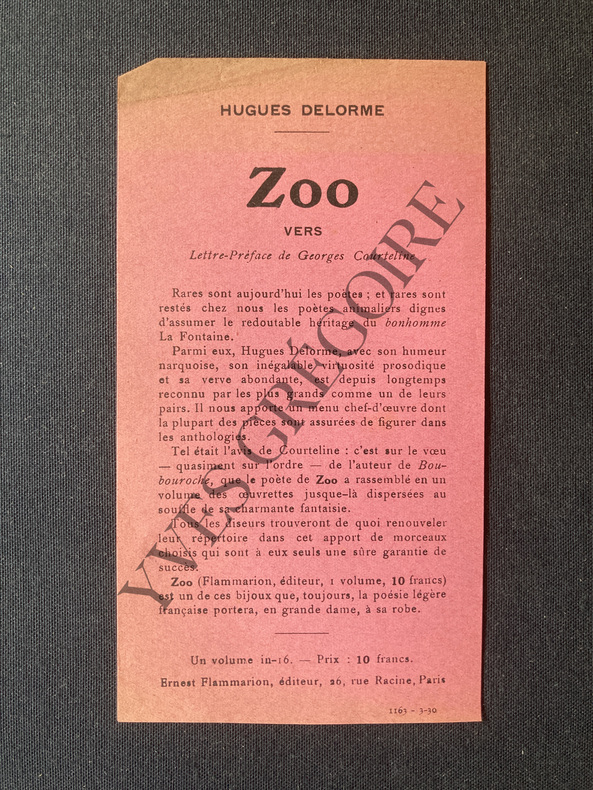 HUGUES DELORME
Zoo
VERS
Lettre-Préface de Georges Courteline
Rares sont aujourd'hui les poètes ; et rares sont
restés chez nous les poètes animaliers dignes
d'assumer le redoutable héritage du bonhomme
La Fontaine.
Parmi eux, Hugues Delorme, avec son humeur
narquoise, son inégalable virtuosité prosodique
et sa verve abondante, est depuis longtemps
reconnu par les plus grands comme un de leurs
pairs. Il nous apporte un menu chef-d'œuvre dont
la plupart des pièces sont assurées de figurer dans
les anthologies.
Tel était l'avis de Courteline : c'est sur le vœu
— quasiment sur l'ordre — de l'auteur de Bou-
bouroche, que le poète de Zoo a rassemblé en un
volume des œuvrettes jusque-là dispersées au
souffle de sa charmante fantaisie.
Tous les diseurs trouveront de quoi renouveler
leur répertoire dans cet apport de morceaux
choisis qui sont à eux seuls une sûre garantie de
succès.
Zoo (Flammarion, éditeur, 1 volume, 10 francs)
est un de ces bijoux que, toujours, la poésie légère
française portera, en grande dame, à sa robe.
Un volume in-16. — Prix : 10 francs.
Ernest Flammarion, éditeur, 26, rue Racine, Paris
1163 - 3-30
YVES GRÉGOIRE